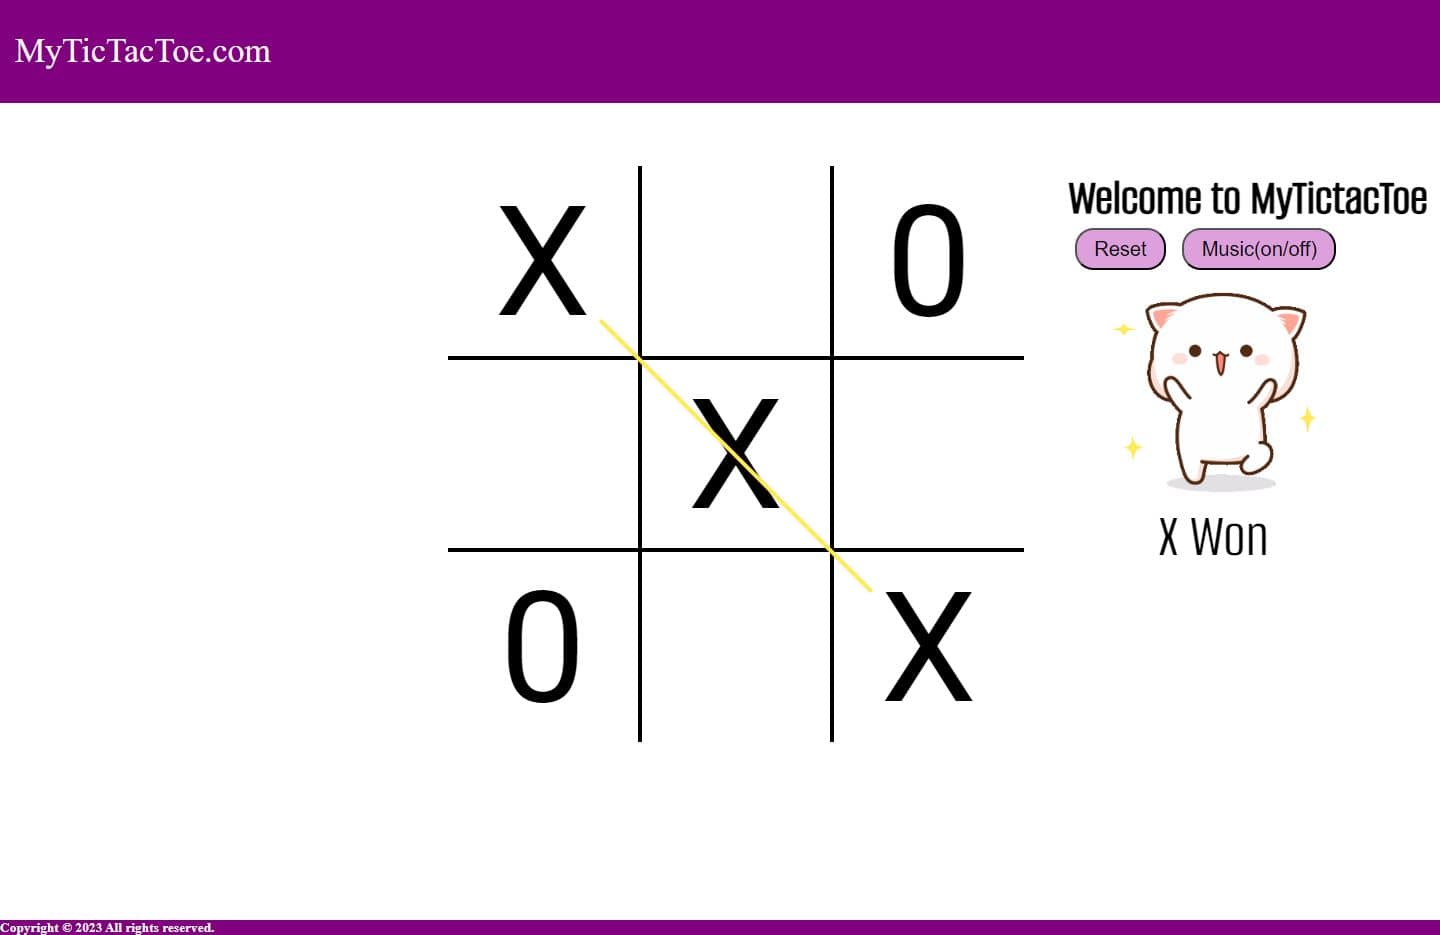 MyTicTacToe.com
X 0
X
0 X
Welcome to MyTictacToe
Reset Music(on/off)
X Won
Copyright © 2023 All rights reserved.